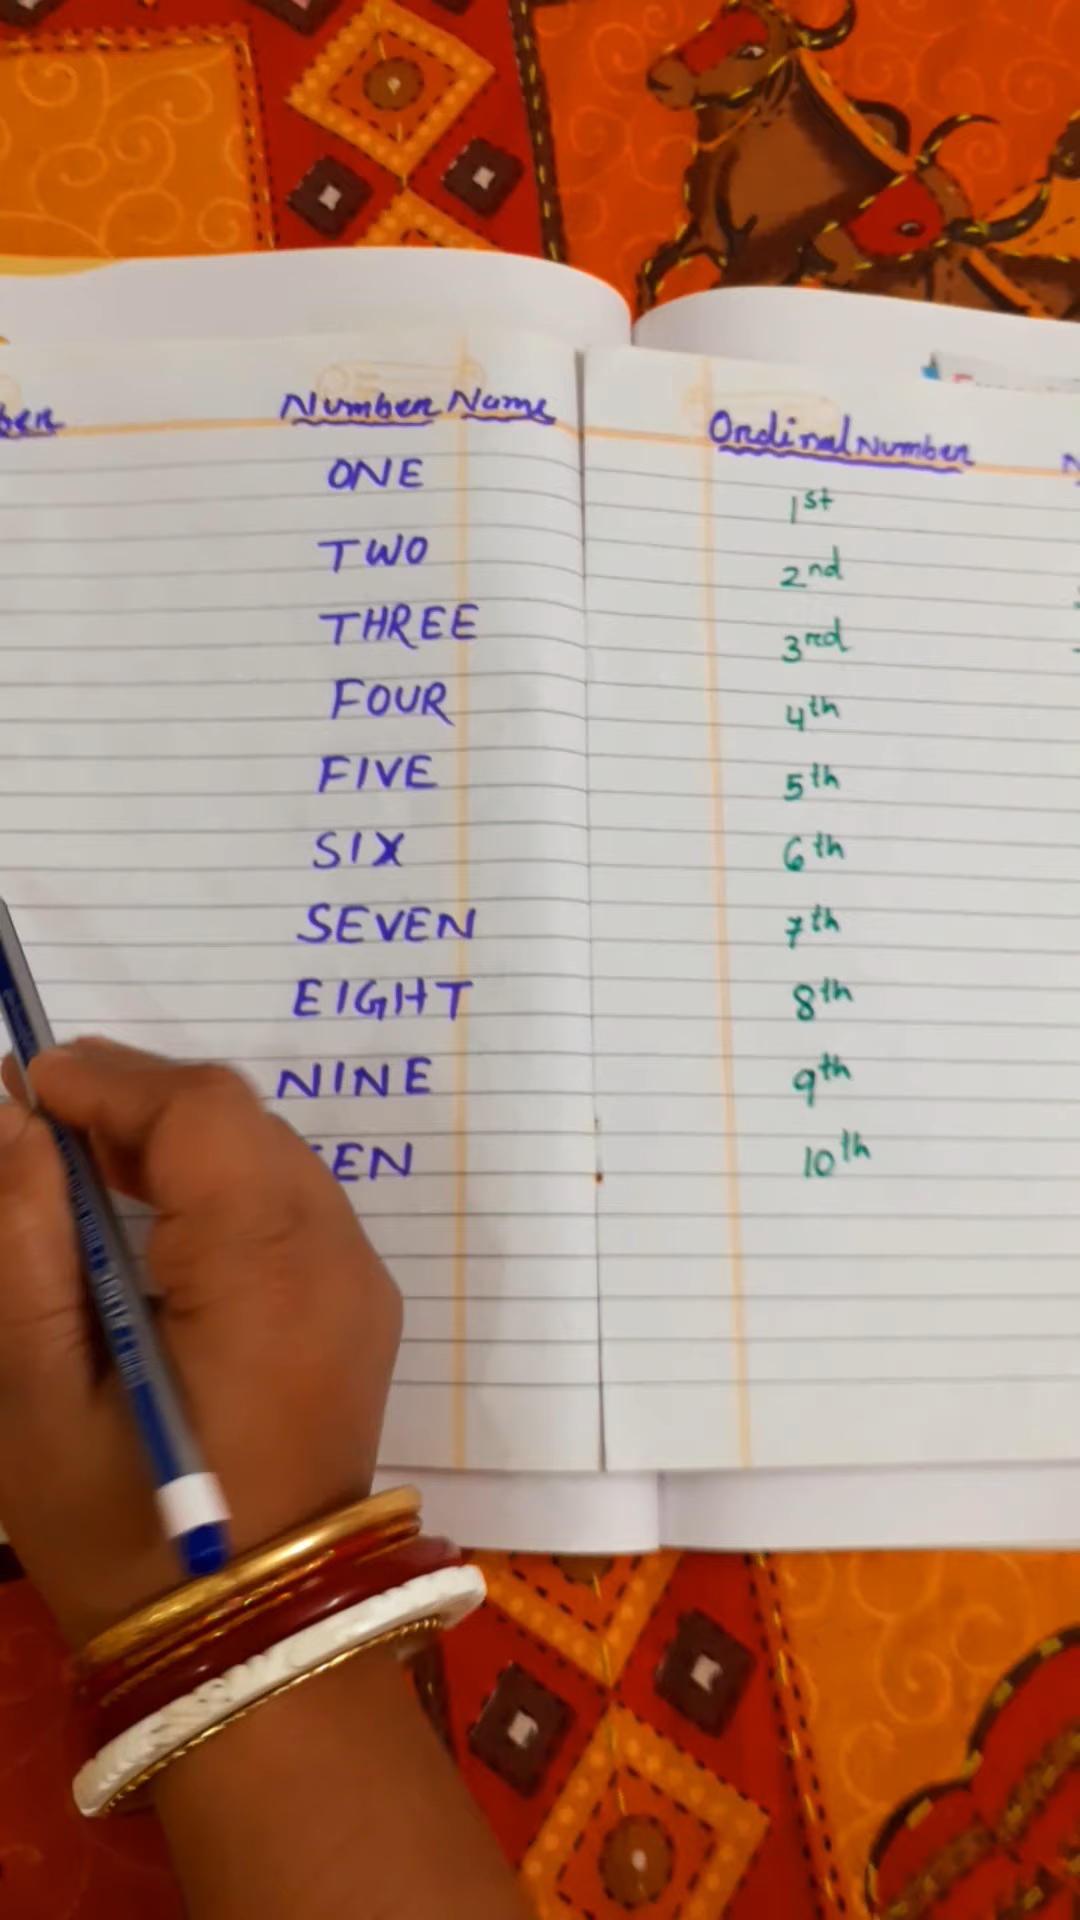 Number Name
ONE
TWO
THREE
FOUR
FIVE
SIX
SEVEN
EIGHT
NINE
EN
Ordinal Number
1st
2nd
3rd
4th
5th
6th
7th
8th
9th
10th